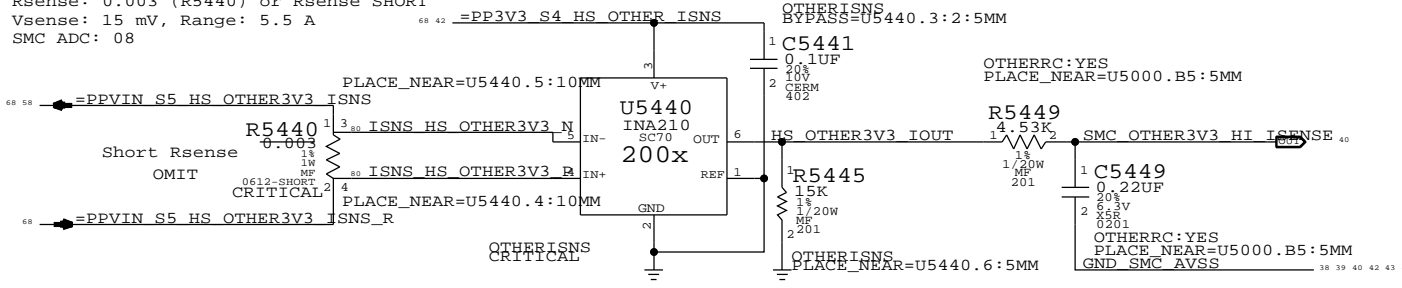 Rsense: 0.003 (R5440) or Rsense SHORT
Vsense: 15 mV, Range: 5.5 A
SMC ADC: 08
68 42
=PP3V3_S4_HS_OTHER_ISNS
OTHERISNS
BYPASS=U5440.3:2:5MM
1
C5441
0.1UF
20%
10V
CERM
402
2
OTHERRC:YES
PLACE_NEAR=U5000.B5:5MM
PLACE_NEAR=U5440.5:10MM
3
V+
U5440
INA210
SC70
200x
68 58
=PPVIN_S5_HS_OTHER3V3_ISNS
R5440
0.003
1%
1W
MF
0612-SHORT
CRITICAL
1 3
2 4
Short Rsense
OMIT
80 ISNS_HS_OTHER3V3_N
5 IN-
80 ISNS_HS_OTHER3V3_P
4 IN+
OUT 6
REF 1
GND
2
HS_OTHER3V3_IOUT
R5449
1 4.53K 2
1%
1/20W
MF
201
SMC_OTHER3V3_HI_ISENSE
OUT
40
PLACE_NEAR=U5440.4:10MM
68
=PPVIN_S5_HS_OTHER3V3_ISNS_R
1
R5445
15K
1%
1/20W
MF
201
2
1
C5449
0.22UF
20%
6.3V
X5R
0201
2
OTHERISNS
CRITICAL
OTHERISNS
PLACE_NEAR=U5440.6:5MM
OTHERRC:YES
PLACE_NEAR=U5000.B5:5MM
GND_SMC_AVSS
38 39 40 42 43